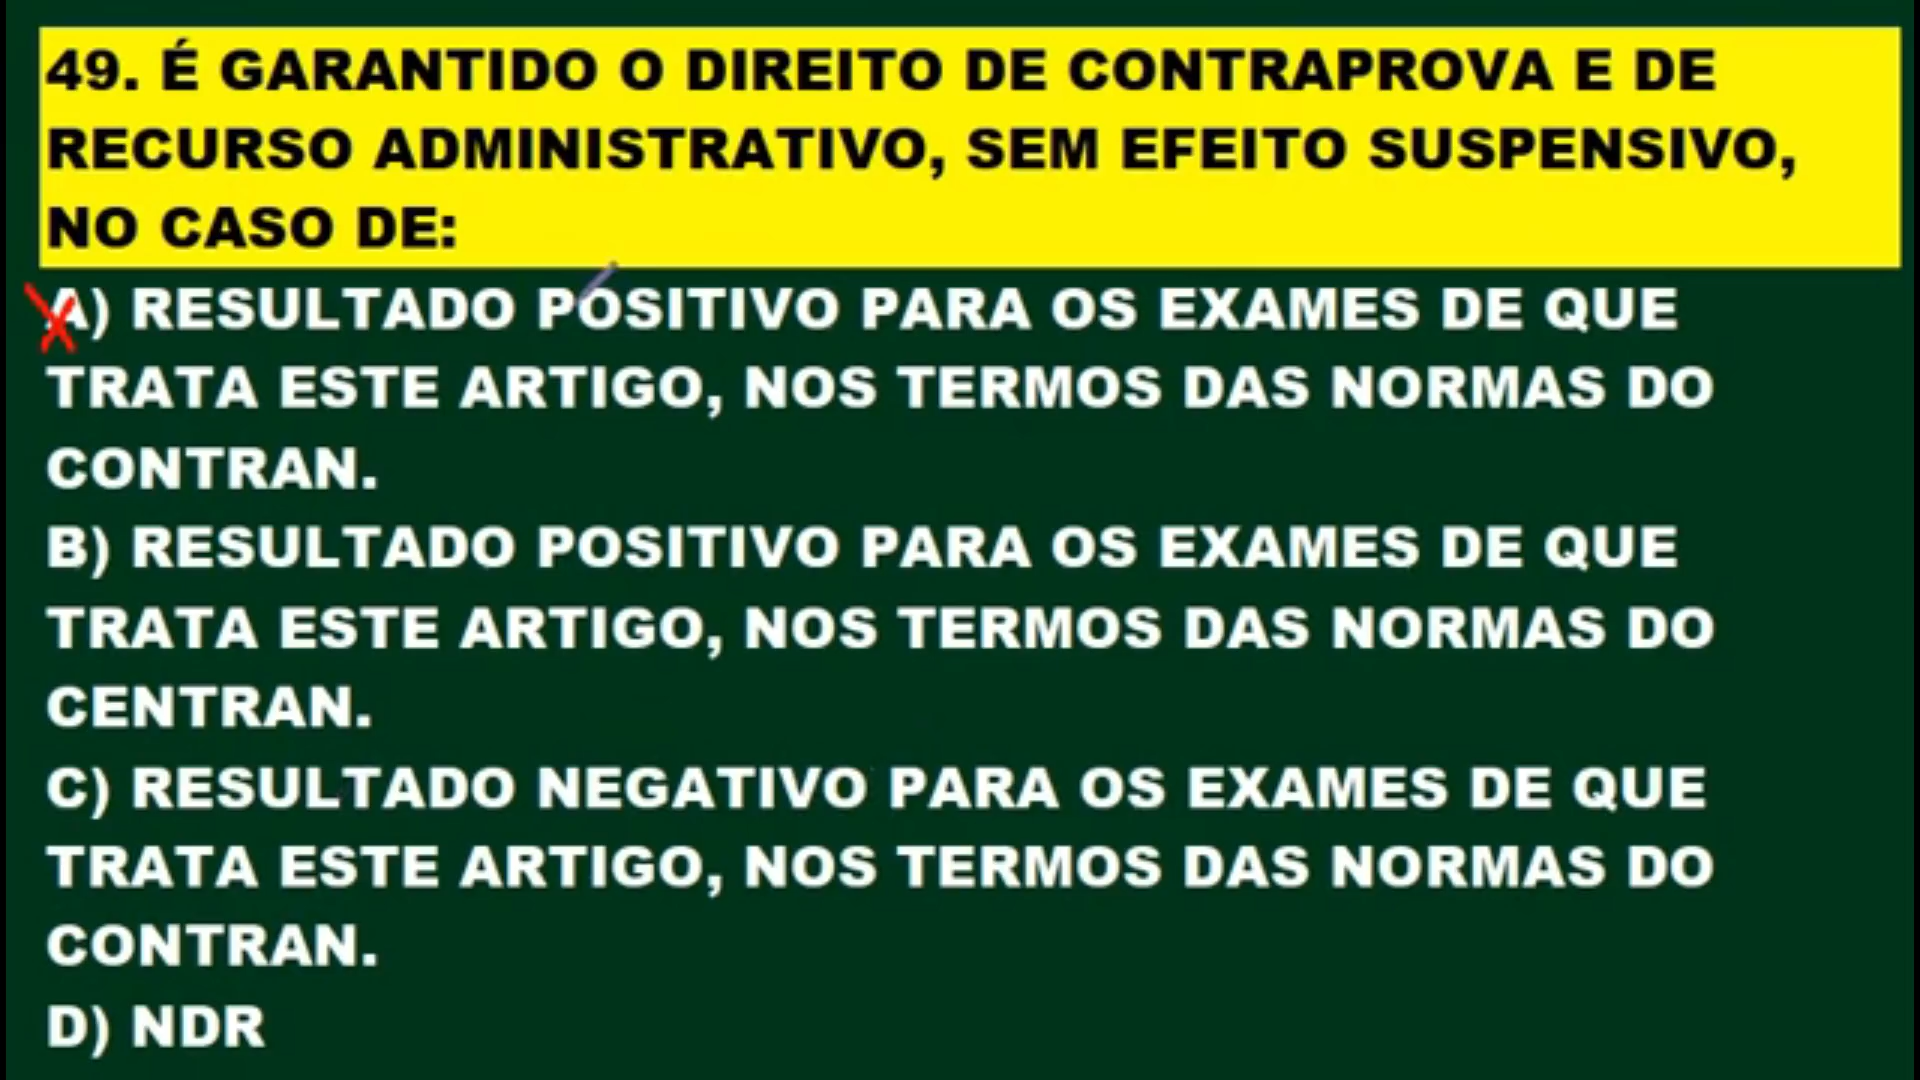 49. É GARANTIDO O DIREITO DE CONTRAPROVA E DE
RECURSO ADMINISTRATIVO, SEM EFEITO SUSPENSIVO,
NO CASO DE:
A) RESULTADO POSITIVO PARA OS EXAMES DE QUE
TRATA ESTE ARTIGO, NOS TERMOS DAS NORMAS DO
CONTRAN.
B) RESULTADO POSITIVO PARA OS EXAMES DE QUE
TRATA ESTE ARTIGO, NOS TERMOS DAS NORMAS DO
CENTRAN.
C) RESULTADO NEGATIVO PARA OS EXAMES DE QUE
TRATA ESTE ARTIGO, NOS TERMOS DAS NORMAS DO
CONTRAN.
D) NDR